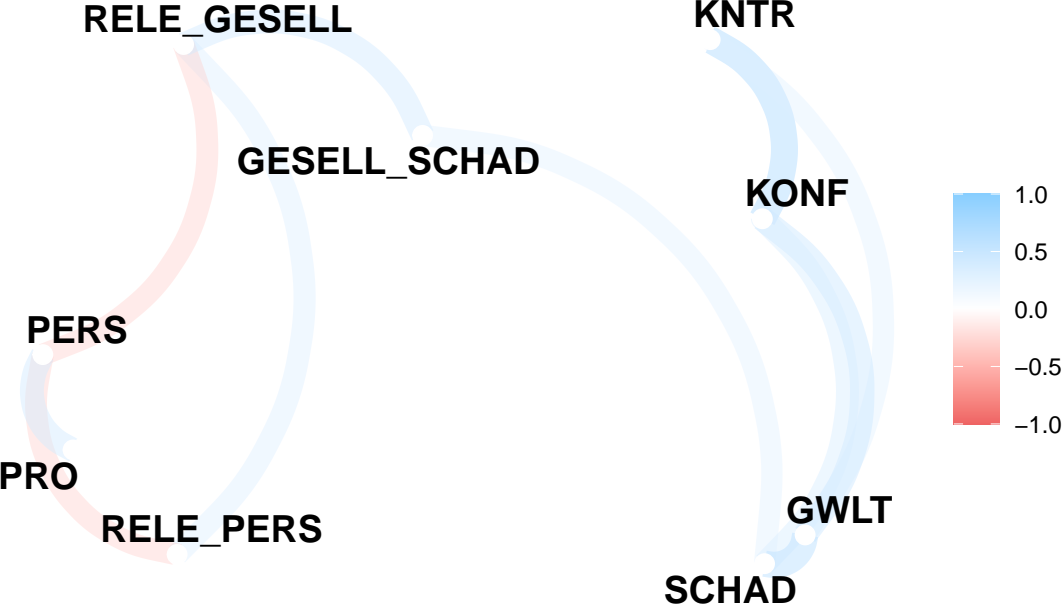 RELE_GESELL
KNTR
GESELL_SCHAD
KONF
1.0
0.5
0.0
−0.5
−1.0
PERS
PRO
RELE_PERS
GWLT
SCHAD